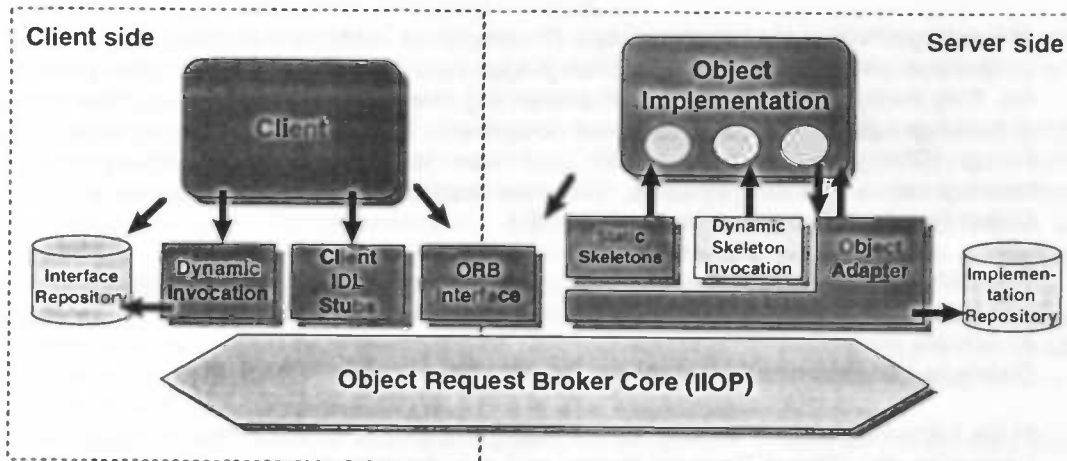 Client side
Server side
Client
Object
Implementation
Interface
Repository
Dynamic
Invocation
Client
IDL
Stubs
ORB
Interface
Static
Skeletons
Dynamic
Skeleton
Invocation
Object
Adapter
Implemen-
tation
Repository
Object Request Broker Core (IIOP)